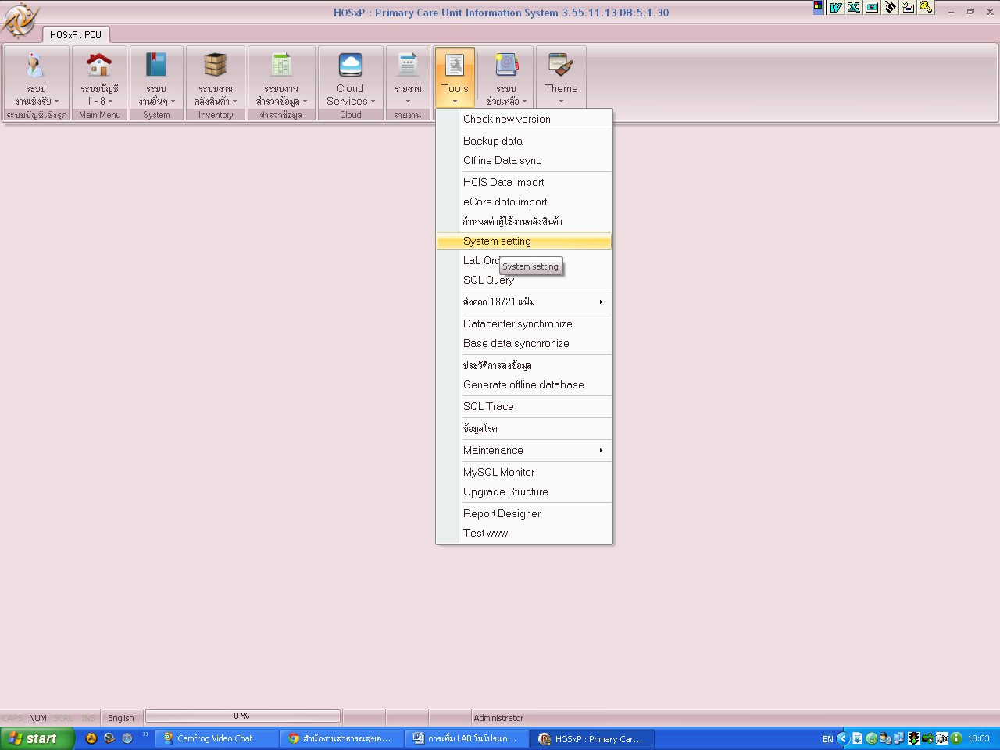 HOSxP : Primary Care Unit Information System 3.55.11.13 DB:5.1.30
HOSxP : PCU
ระบบ
งานเชิงรับ
ระบบบัญชี
1 - 8
ระบบ
งานอื่นๆ
ระบบงาน
คลังสินค้า
ระบบงาน
สำรวจข้อมูล
Cloud
Services
รายงาน
Tools
ระบบ
ช่วยเหลือ
Theme
ระบบบัญชีเชิงรุก
Main Menu
System
Inventory
สำรวจข้อมูล
Cloud
รายงาน
Check new version
Backup data
Offline Data sync
HCIS Data import
eCare data import
กำหนดค่าผู้ใช้งานคลังสินค้า
System setting
Lab Orc
System setting
SQL Query
ส่งออก 18/21 แฟ้ม
Datacenter synchronize
Base data synchronize
ประวัติการส่งข้อมูล
Generate offline database
SQL Trace
ข้อมูลโรค
Maintenance
MySQL Monitor
Upgrade Structure
Report Designer
Test www
CAPS NUM SCRL INS English 0 % Administrator
start Camfrog Video Chat สำนักงานสาธารณสุขอ... การเพิ่ม LAB ในโปรแก... HOSxP : Primary Car... EN 18:03